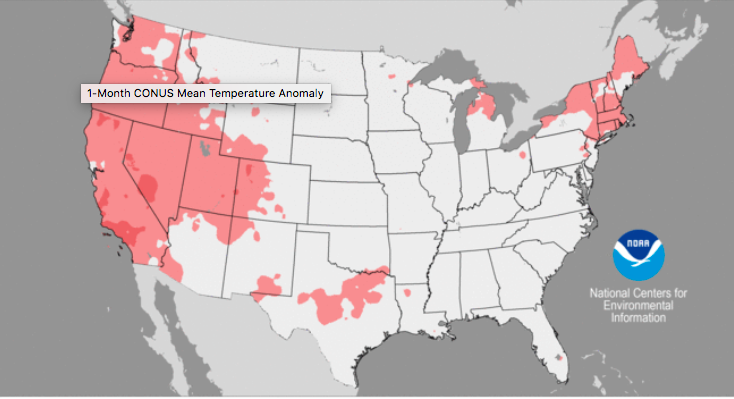 1-Month CONUS Mean Temperature Anomaly
NOAA
National Centers for
Environmental
Information